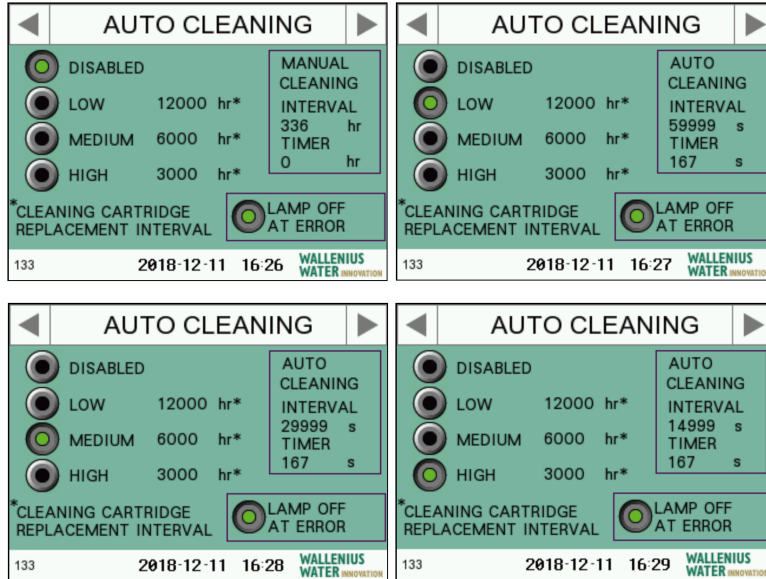 AUTO CLEANING
DISABLED
LOW 12000 hr*
MEDIUM 6000 hr*
HIGH 3000 hr*
MANUAL
CLEANING
INTERVAL
336 hr
TIMER
0 hr
*CLEANING CARTRIDGE
REPLACEMENT INTERVAL
LAMP OFF
AT ERROR
133 2018-12-11 16:26 WALLENIUS
WATER INNOVATION
AUTO CLEANING
DISABLED
LOW 12000 hr*
MEDIUM 6000 hr*
HIGH 3000 hr*
AUTO
CLEANING
INTERVAL
59999 s
TIMER
167 s
*CLEANING CARTRIDGE
REPLACEMENT INTERVAL
LAMP OFF
AT ERROR
133 2018-12-11 16:27 WALLENIUS
WATER INNOVATION
AUTO CLEANING
DISABLED
LOW 12000 hr*
MEDIUM 6000 hr*
HIGH 3000 hr*
AUTO
CLEANING
INTERVAL
29999 s
TIMER
167 s
*CLEANING CARTRIDGE
REPLACEMENT INTERVAL
LAMP OFF
AT ERROR
133 2018-12-11 16:28 WALLENIUS
WATER INNOVATION
AUTO CLEANING
DISABLED
LOW 12000 hr*
MEDIUM 6000 hr*
HIGH 3000 hr*
AUTO
CLEANING
INTERVAL
14999 s
TIMER
167 s
*CLEANING CARTRIDGE
REPLACEMENT INTERVAL
LAMP OFF
AT ERROR
133 2018-12-11 16:29 WALLENIUS
WATER INNOVATION